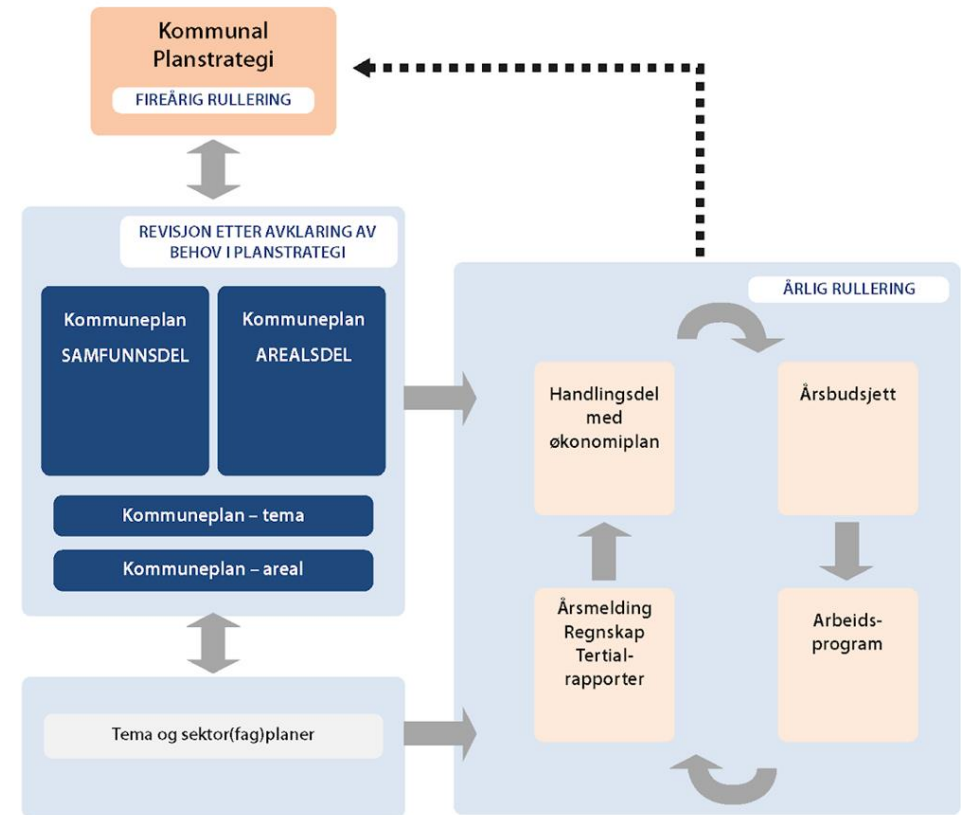 Kommunal
Planstrategi
FIREÅRIG RULLERING
REVISJON ETTER AVKLARING AV
BEHOV I PLANSTRATEGI
Kommuneplan
SAMFUNNSDEL
Kommuneplan
AREALSDEL
Kommuneplan – tema
Kommuneplan – areal
Tema og sektor(fag)planer
ÅRLIG RULLERING
Handlingsdel
med
økonomiplan
Årsbudsjett
Årsmelding
Regnskap
Tertial-
rapporter
Arbeids-
program